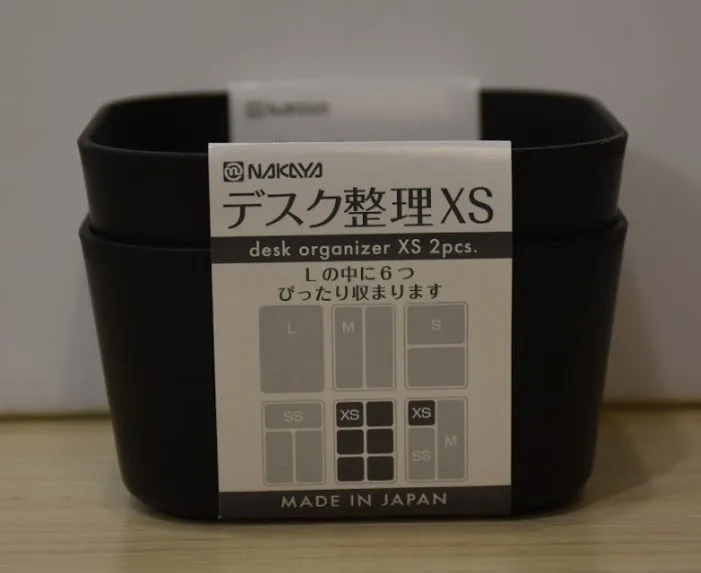 NAKAYA
デスク整理XS
desk organizer XS 2pcs.
Lの中に6つ
ぴったり収まります
L M S
SS XS XS
SS M
MADE IN JAPAN